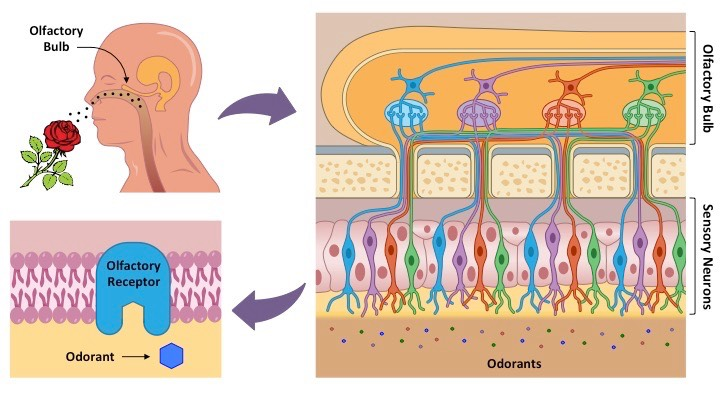 Olfactory
Bulb
Olfactory Bulb
Sensory Neurons
Olfactory
Receptor
Odorant
Odorants